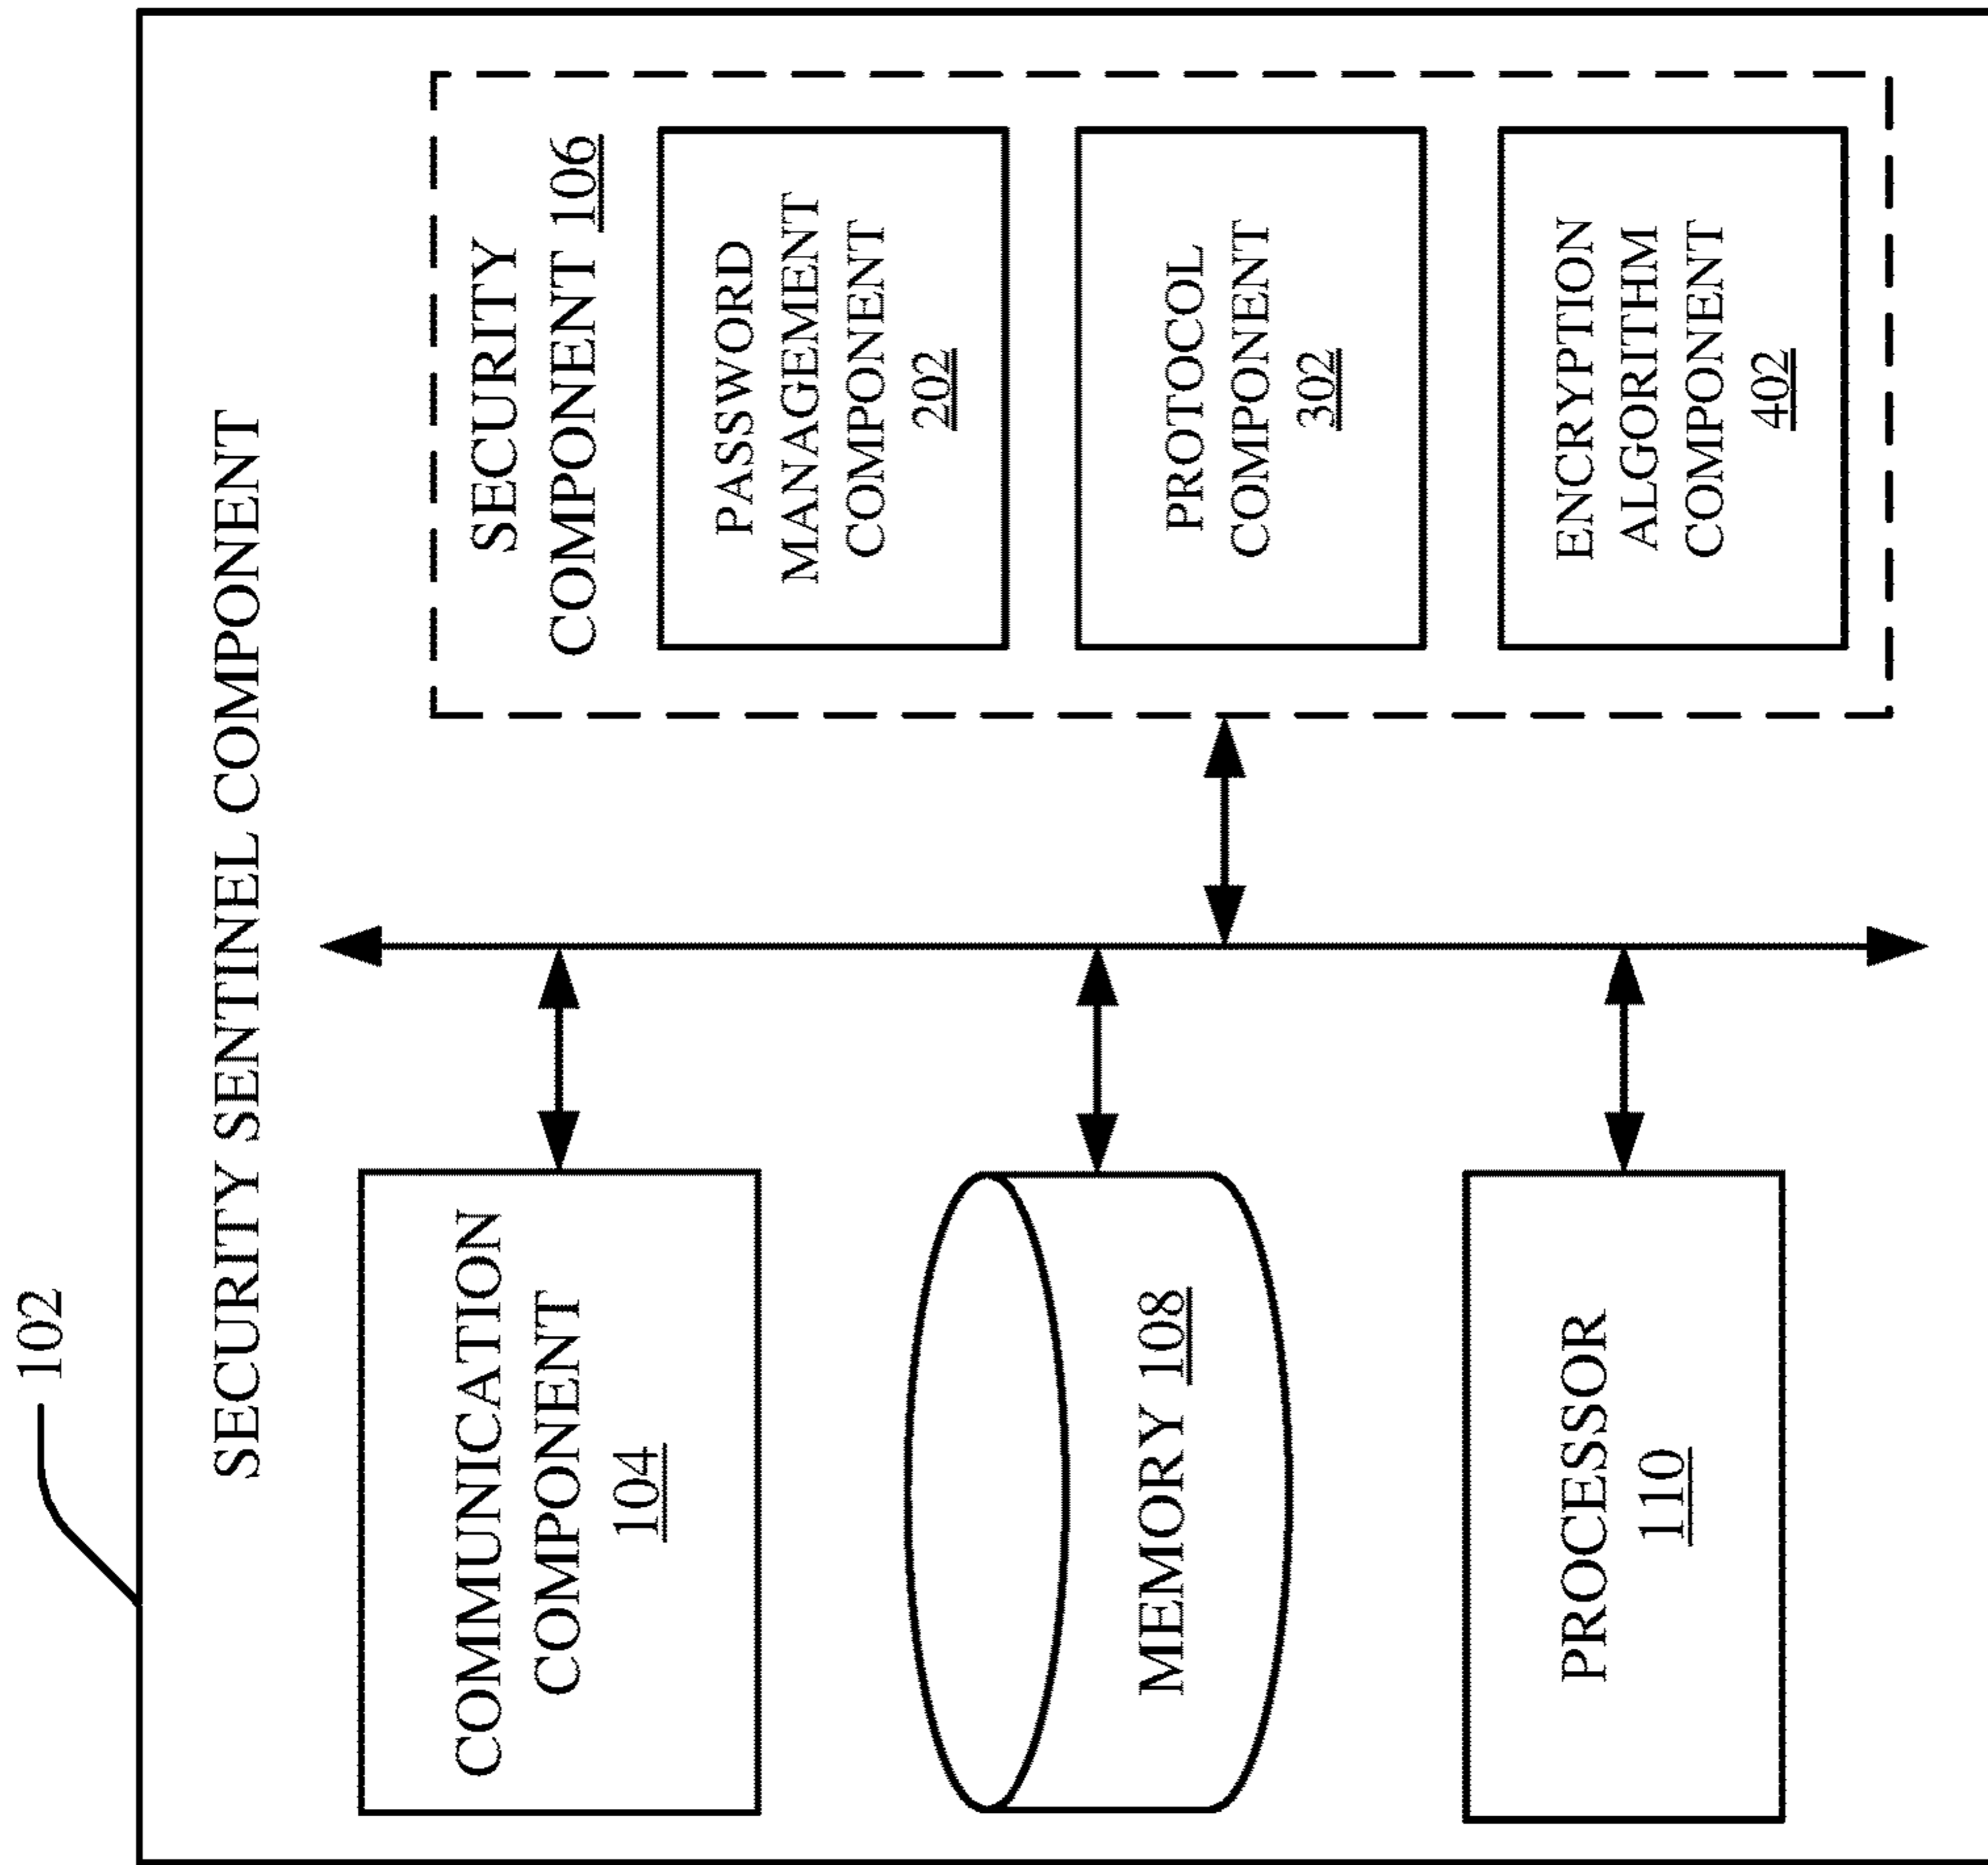 102
SECURITY SENTINEL COMPONENT
COMMUNICATION
COMPONENT
104
MEMORY 108
PROCESSOR
110
SECURITY
COMPONENT 106
PASSWORD
MANAGEMENT
COMPONENT
202
PROTOCOL
COMPONENT
302
ENCRYPTION
ALGORITHM
COMPONENT
402